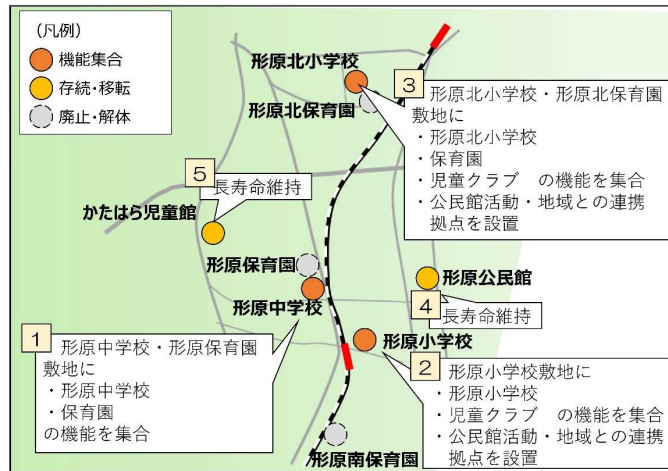 (凡例)
機能集合
存続・移転
廃止・解体
形原北小学校
形原北保育園
3
形原北小学校・形原北保育園
敷地に
・形原北小学校
・保育園
・児童クラブ　の機能を集合
・公民館活動・地域との連携
拠点を設置
5
長寿命維持
かたはら児童館
形原保育園
形原中学校
形原公民館
4
長寿命維持
1
形原中学校・形原保育園
敷地に
・形原中学校
・保育園
の機能を集合
形原小学校
2
形原小学校敷地に
・形原小学校
・児童クラブ　の機能を集合
・公民館活動・地域との連携
拠点を設置
形原南保育園